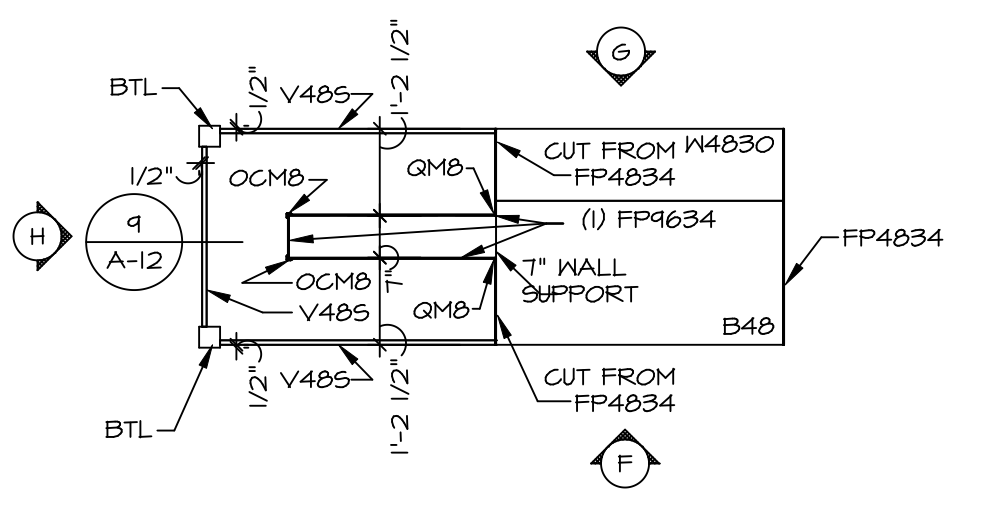 G
1'-2 1/2"
1/2"
BTL
V48S
CUT FROM
FP4834
W4830
1/2"
OCM8
QM8
9
A-12
H
(1) FP9634
FP4834
7" WALL
SUPPORT
7"
OCM8
V48S
QM8
B48
1/2"
V48S
1'-2 1/2"
CUT FROM
FP4834
BTL
F